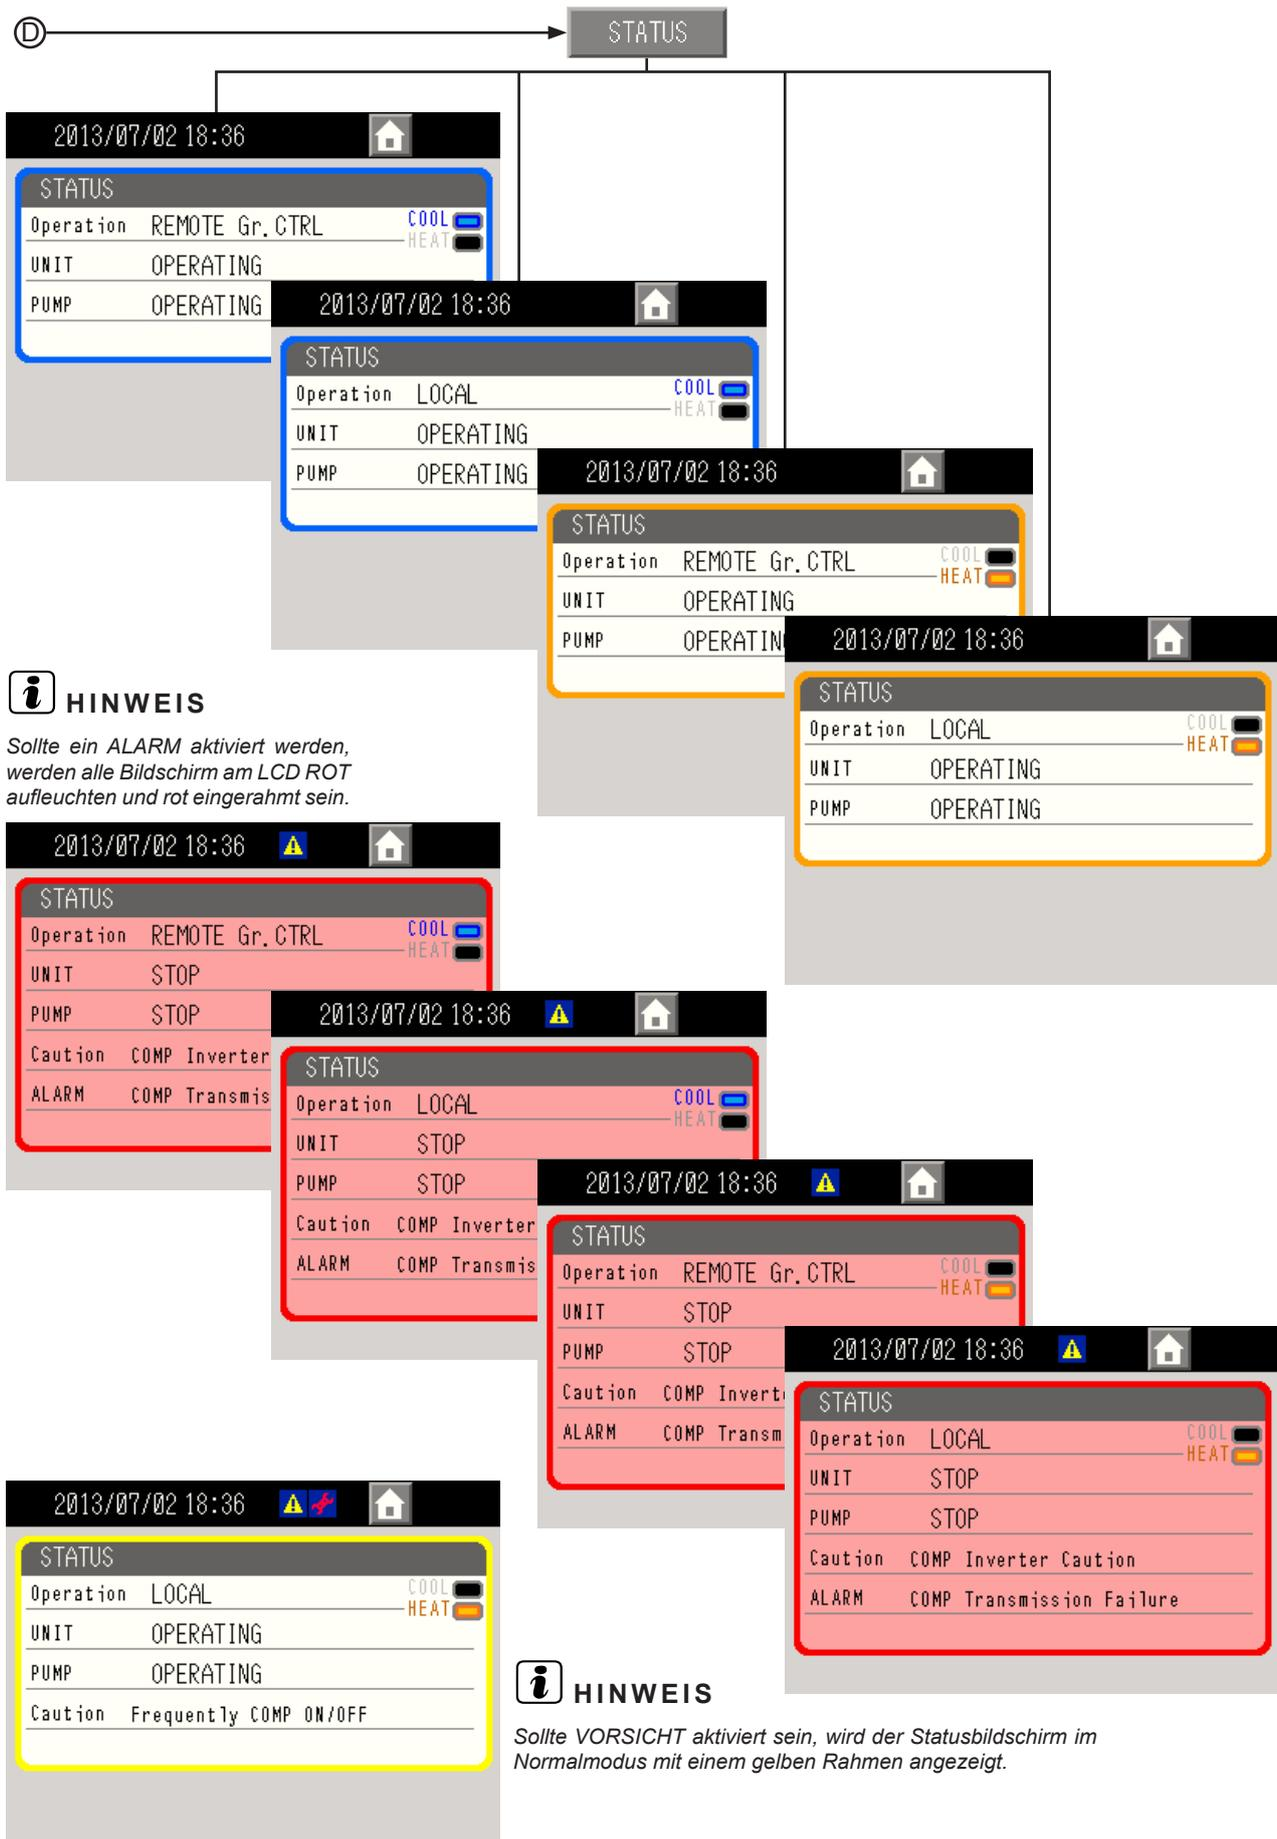 D STATUS
2013/07/02 18:36
STATUS
Operation REMOTE Gr.CTRL COOL
HEAT
UNIT OPERATING
PUMP OPERATING
2013/07/02 18:36
STATUS
Operation LOCAL COOL
HEAT
UNIT OPERATING
PUMP OPERATING
2013/07/02 18:36
STATUS
Operation REMOTE Gr.CTRL COOL
HEAT
UNIT OPERATING
PUMP OPERATIN
2013/07/02 18:36
STATUS
Operation LOCAL COOL
HEAT
UNIT OPERATING
PUMP OPERATING
i HINWEIS
Sollte ein ALARM aktiviert werden,
werden alle Bildschirm am LCD ROT
aufleuchten und rot eingerahmt sein.
2013/07/02 18:36
STATUS
Operation REMOTE Gr.CTRL COOL
HEAT
UNIT STOP
PUMP STOP
Caution COMP Inverter
ALARM COMP Transmis
2013/07/02 18:36
STATUS
Operation LOCAL COOL
HEAT
UNIT STOP
PUMP STOP
Caution COMP Inverter
ALARM COMP Transmis
2013/07/02 18:36
STATUS
Operation REMOTE Gr.CTRL COOL
HEAT
UNIT STOP
PUMP STOP
Caution COMP Inverte
ALARM COMP Transm
2013/07/02 18:36
STATUS
Operation LOCAL COOL
HEAT
UNIT STOP
PUMP STOP
Caution COMP Inverter Caution
ALARM COMP Transmission Failure
2013/07/02 18:36
STATUS
Operation LOCAL COOL
HEAT
UNIT OPERATING
PUMP OPERATING
Caution Frequently COMP ON/OFF
i HINWEIS
Sollte VORSICHT aktiviert sein, wird der Statusbildschirm im
Normalmodus mit einem gelben Rahmen angezeigt.